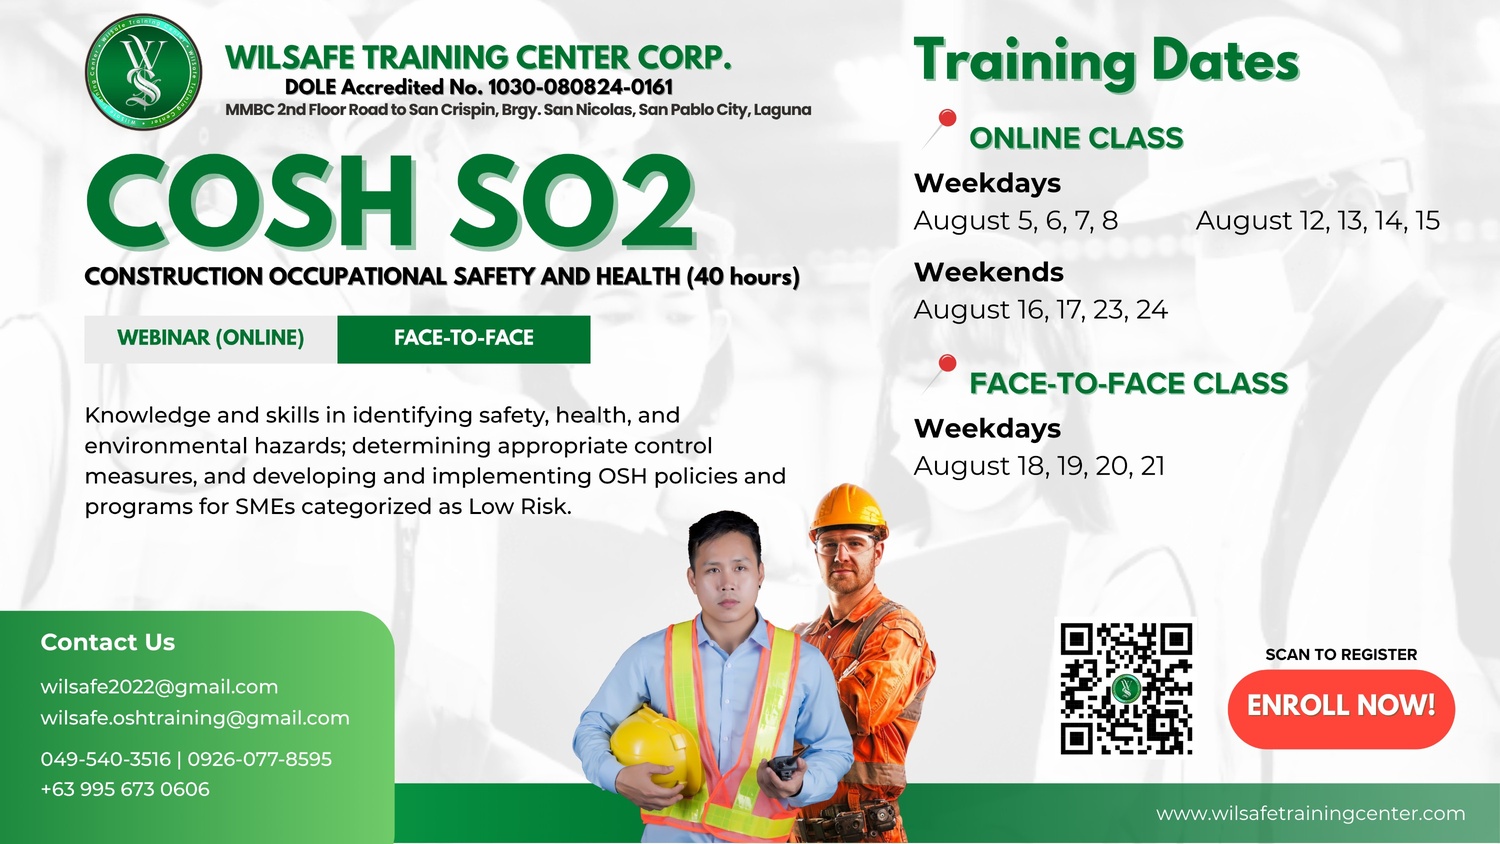 WILSAFE TRAINING CENTER CORP.
DOLE Accredited No. 1030-080824-0161
MMBC 2nd Floor Road to San Crispin, Brgy. San Nicolas, San Pablo City, Laguna
COSH SO2
CONSTRUCTION OCCUPATIONAL SAFETY AND HEALTH (40 hours)
WEBINAR (ONLINE)
FACE-TO-FACE
Knowledge and skills in identifying safety, health, and
environmental hazards; determining appropriate control
measures, and developing and implementing OSH policies and
programs for SMEs categorized as Low Risk.
Contact Us
wilsafe2022@gmail.com
wilsafe.oshtraining@gmail.com
049-540-3516 | 0926-077-8595
+63 995 673 0606
Training Dates
ONLINE CLASS
Weekdays
August 5, 6, 7, 8
August 12, 13, 14, 15
Weekends
August 16, 17, 23, 24
FACE-TO-FACE CLASS
Weekdays
August 18, 19, 20, 21
SCAN TO REGISTER
ENROLL NOW!
www.wilsafetrainingcenter.com